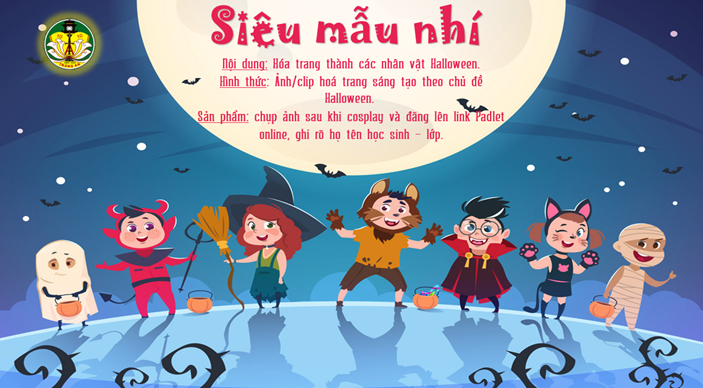 Siêu mẫu nhí
Nội dung: Hóa trang thành các nhân vật Halloween.
Hình thức: Ảnh/clip hoá trang sáng tạo theo chủ đề
Halloween.
Sản phẩm: chụp ảnh sau khi cosplay và đăng lên link Padlet
online, ghi rõ họ tên học sinh – lớp.